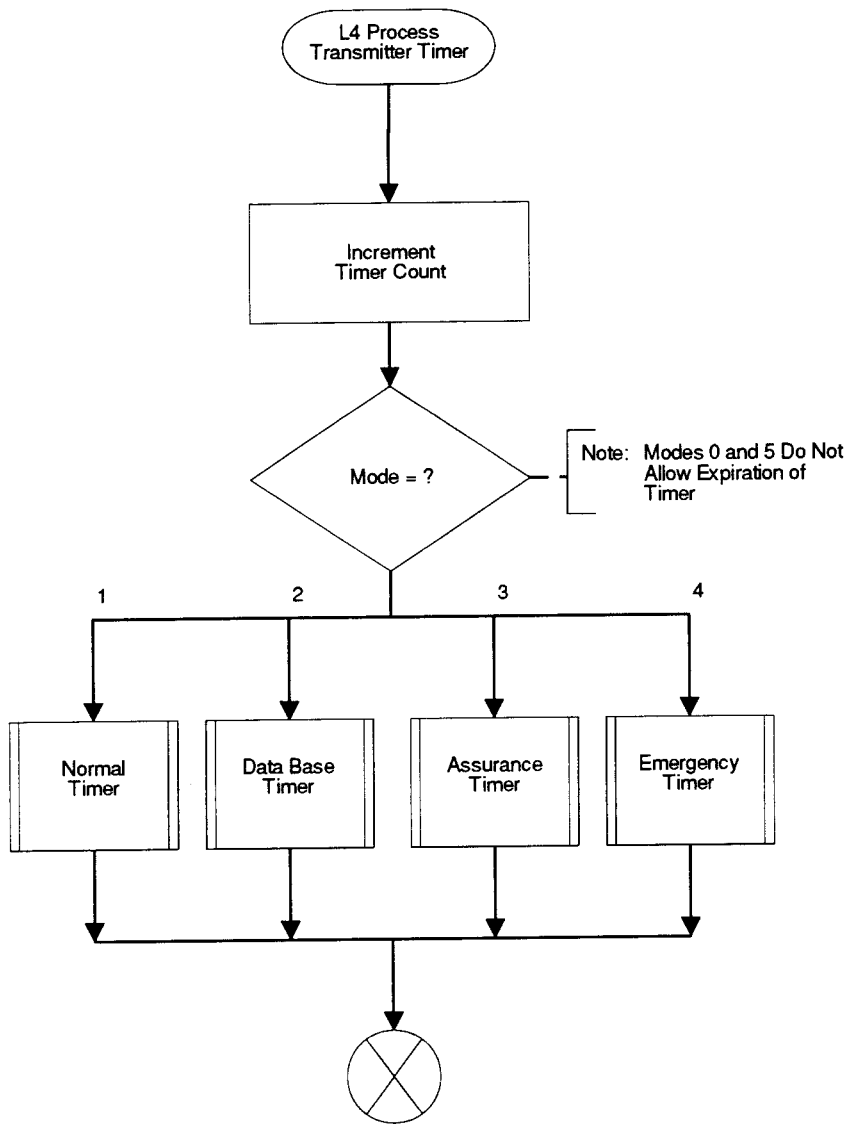 L4 Process
Transmitter Timer
Increment
Timer Count
Mode = ?
Note: Modes 0 and 5 Do Not
Allow Expiration of
Timer
1
2
3
4
Normal
Timer
Data Base
Timer
Assurance
Timer
Emergency
Timer